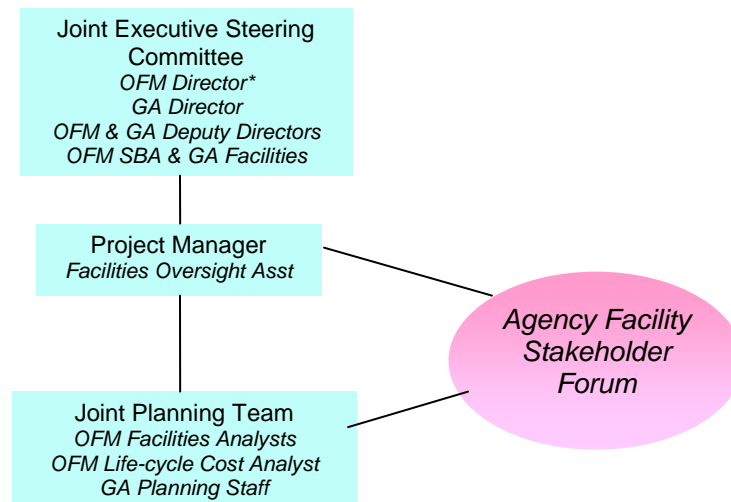 Joint Executive Steering
Committee
OFM Director*
GA Director
OFM & GA Deputy Directors
OFM SBA & GA Facilities
Project Manager
Facilities Oversight Asst
Agency Facility
Stakeholder
Forum
Joint Planning Team
OFM Facilities Analysts
OFM Life-cycle Cost Analyst
GA Planning Staff